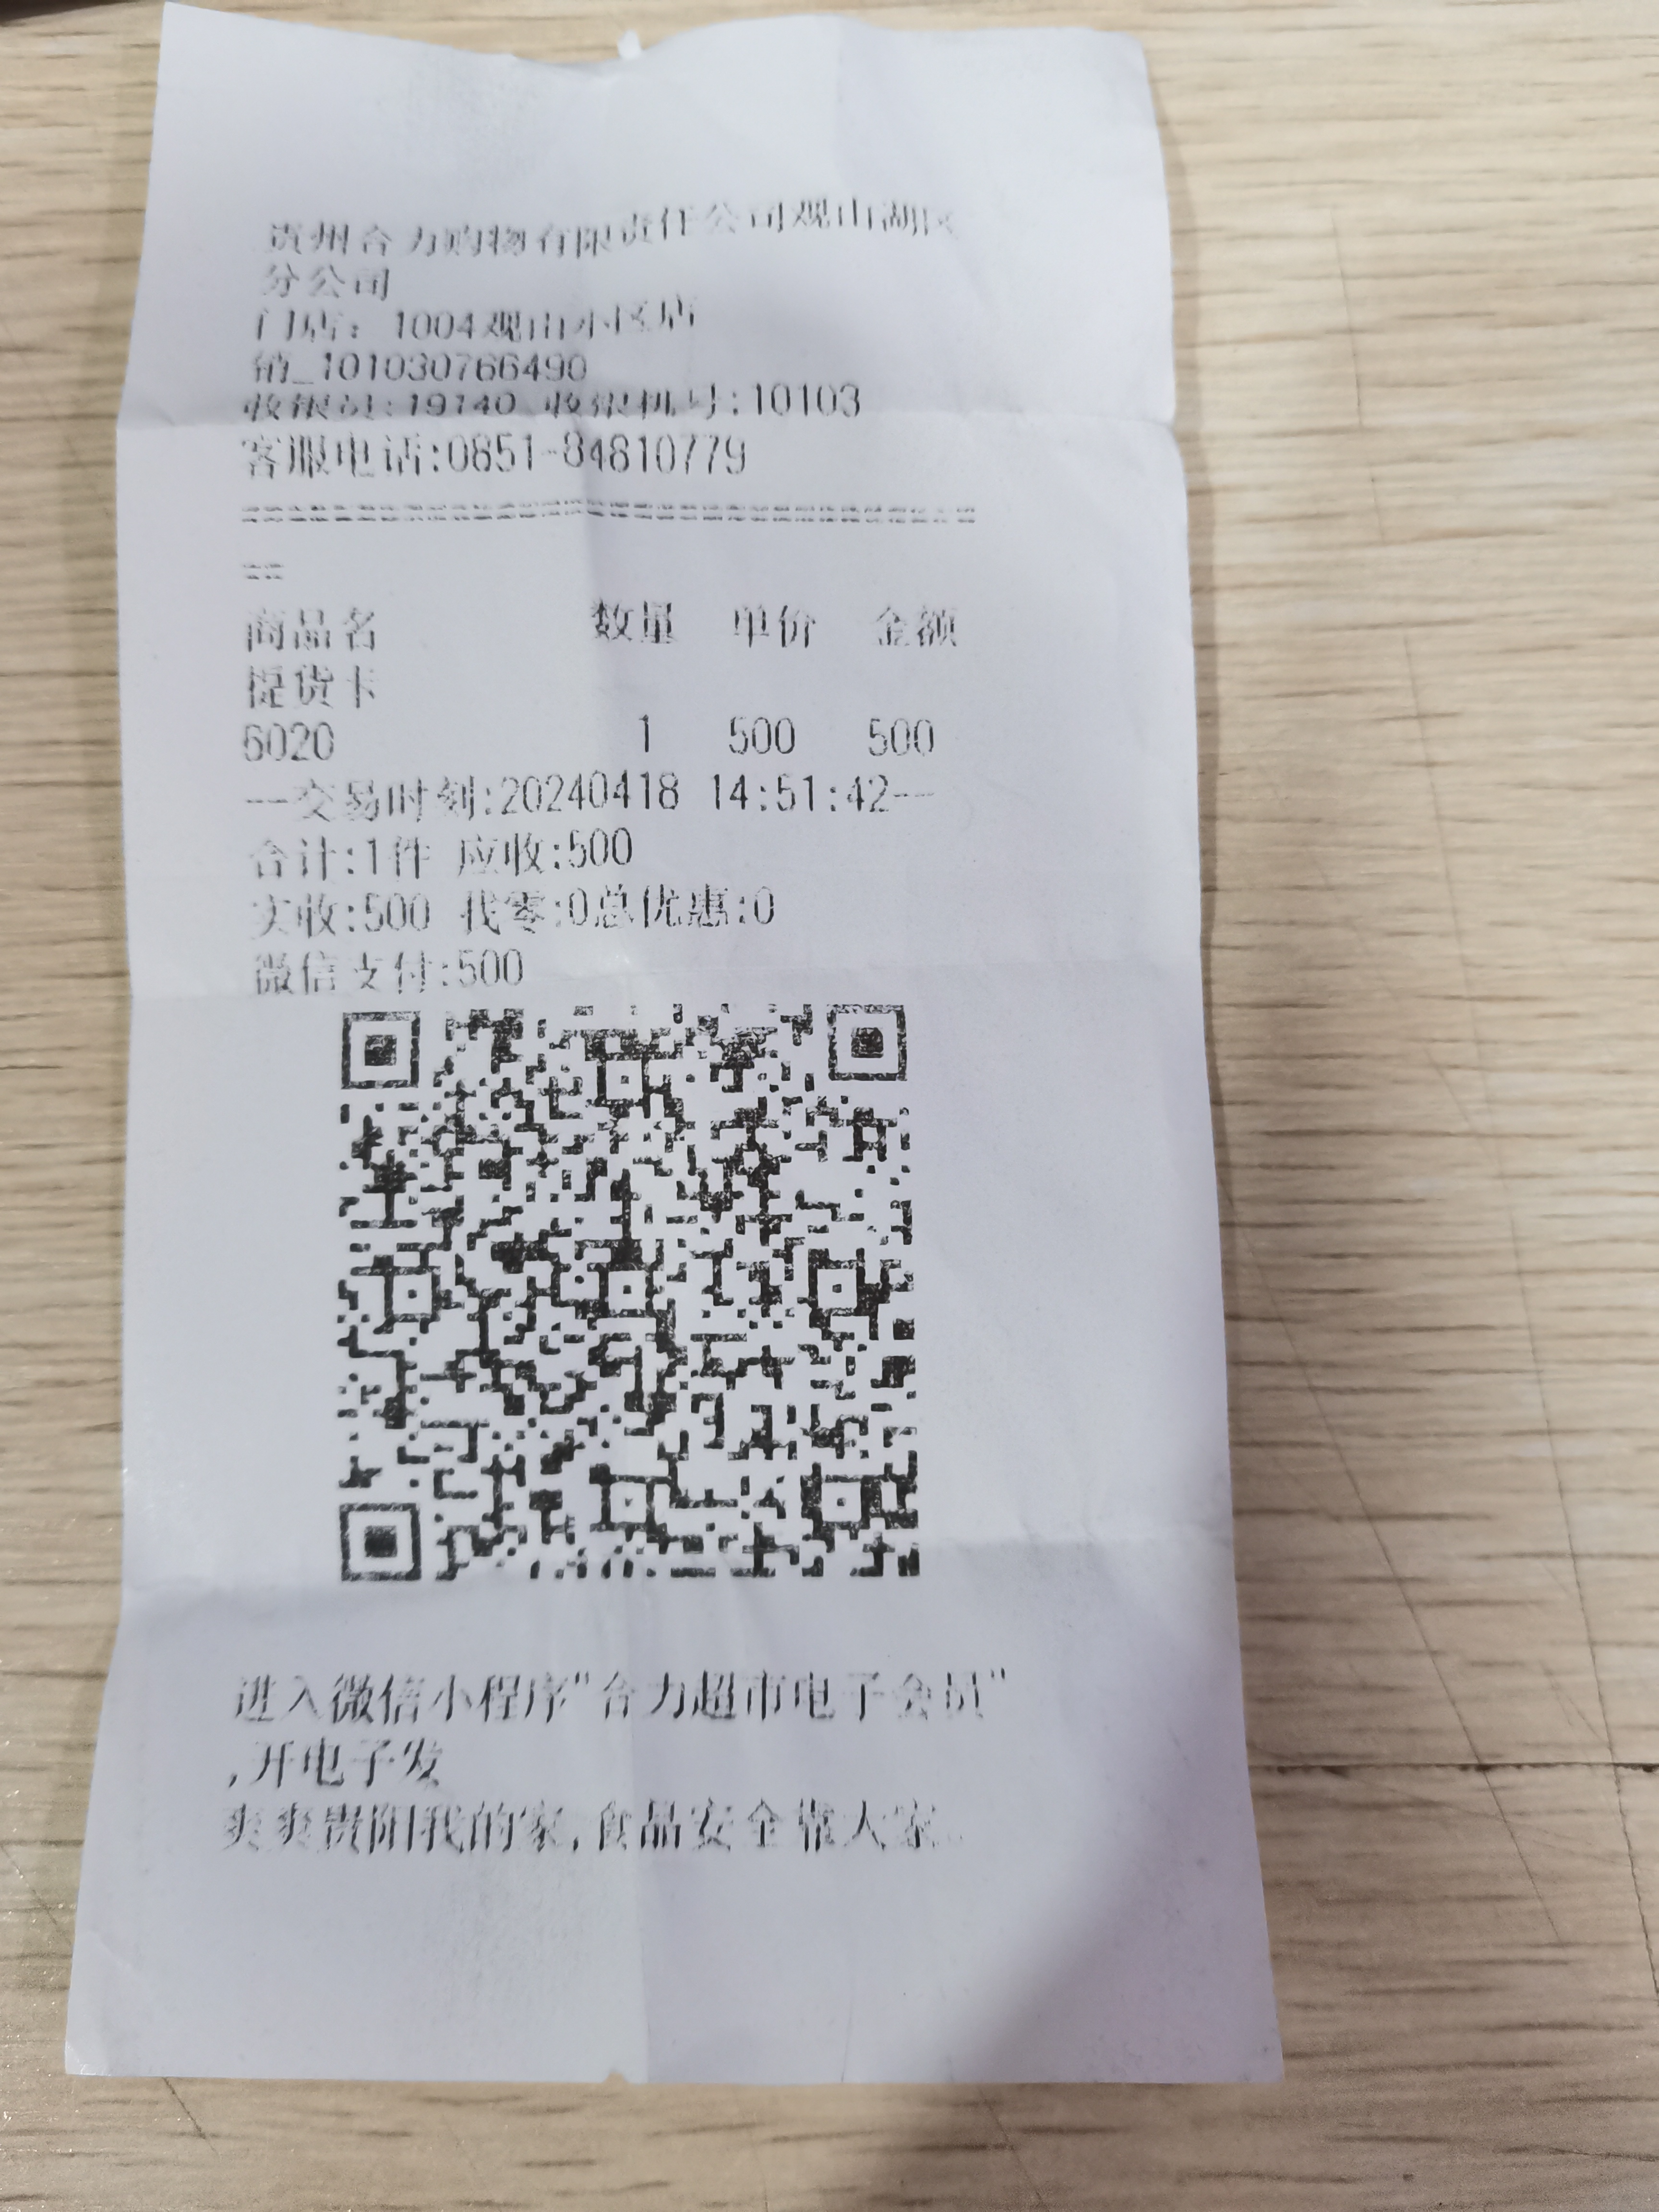 贵州合力购物有限责任公司观山湖区
分公司
门店：1004观山小区店
销_101030766490
收银员:19140 收银机号:10103
客服电话:0851-84810779
==============================================
==
商品名 数量 单价 金额
提货卡
6020 1 500 500
--交易时刻:20240418 14:51:42--
合计:1件 应收:500
实收:500 找零:0总优惠:0
微信支付:500
进入微信小程序"合力超市电子会员"
,开电子发
爽爽贵阳我的家,食品安全靠大家